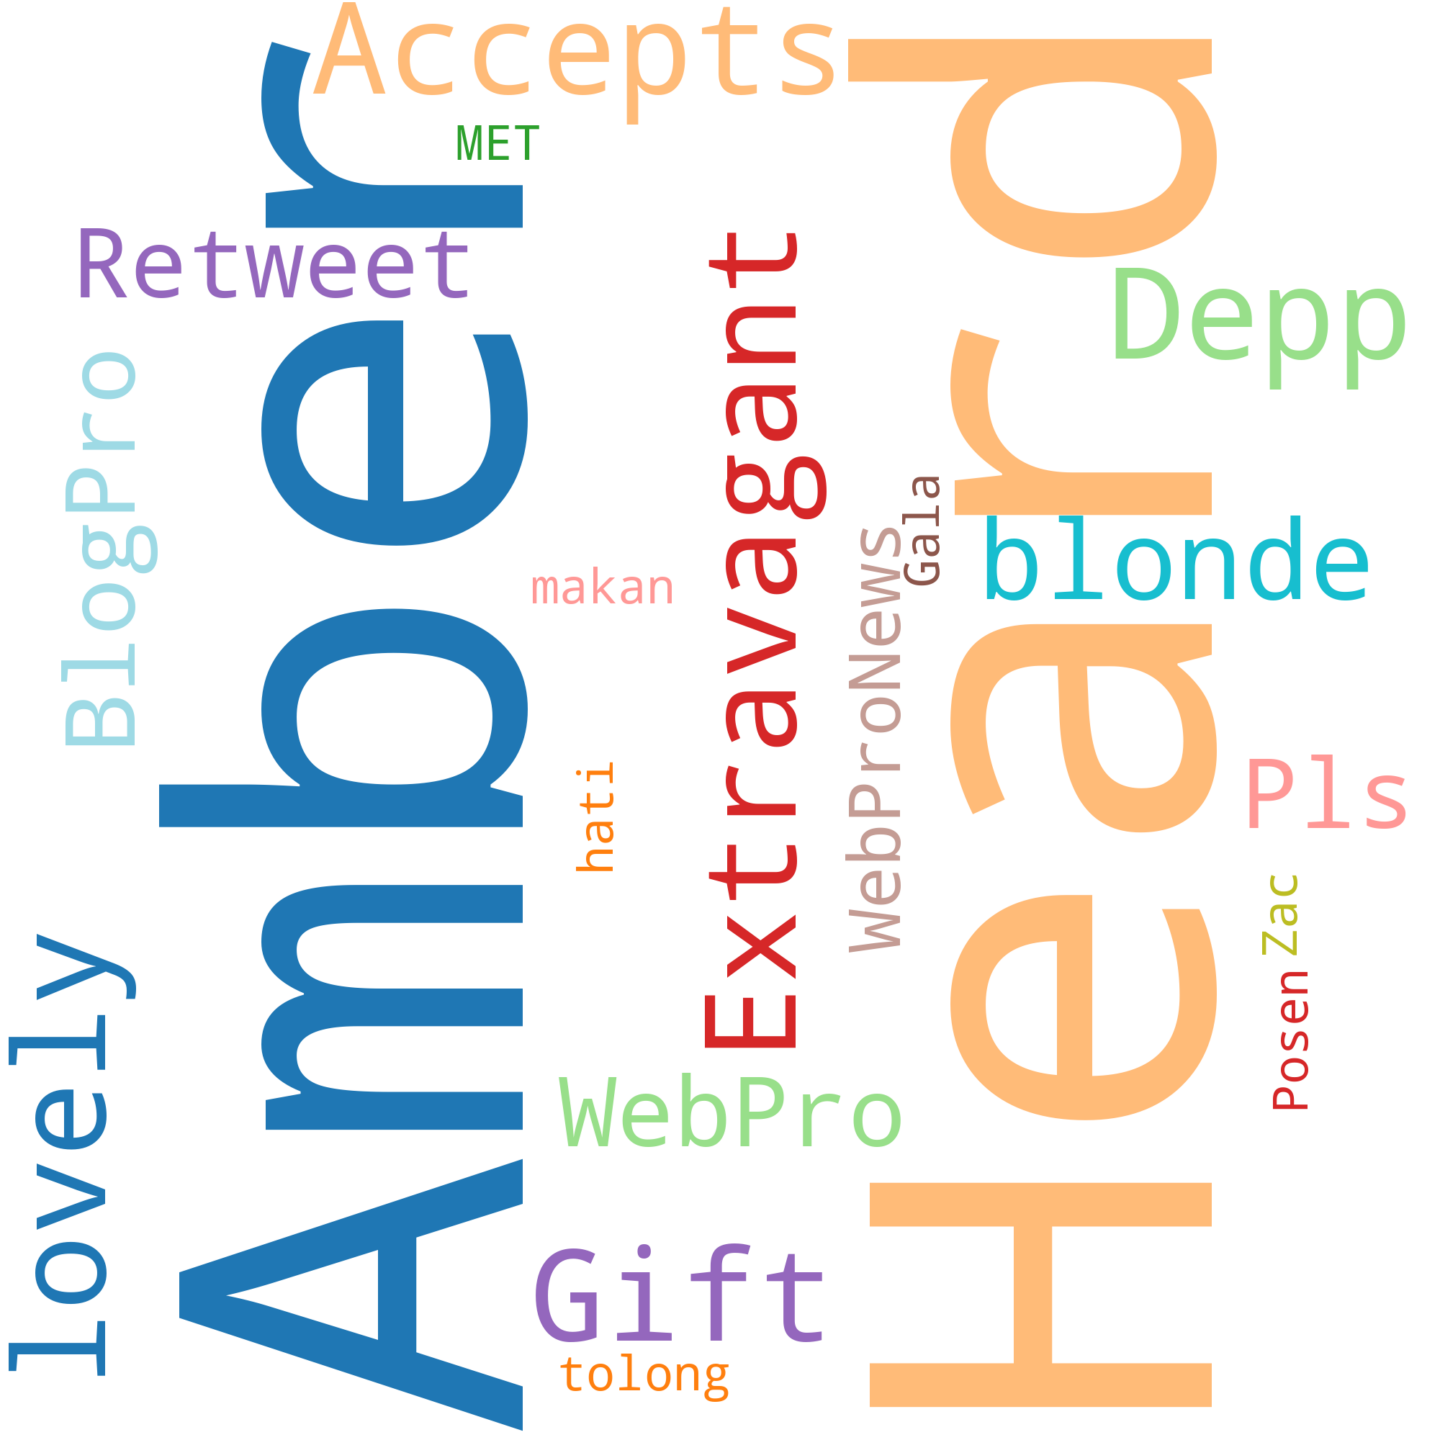 Accepts
MET
Amber
Heard
Retweet
Depp
Extravagant
BlogPro
Gala
blonde
WebProNews
makan
hati
Pls
Zac
lovely
Posen
WebPro
Gift
tolong